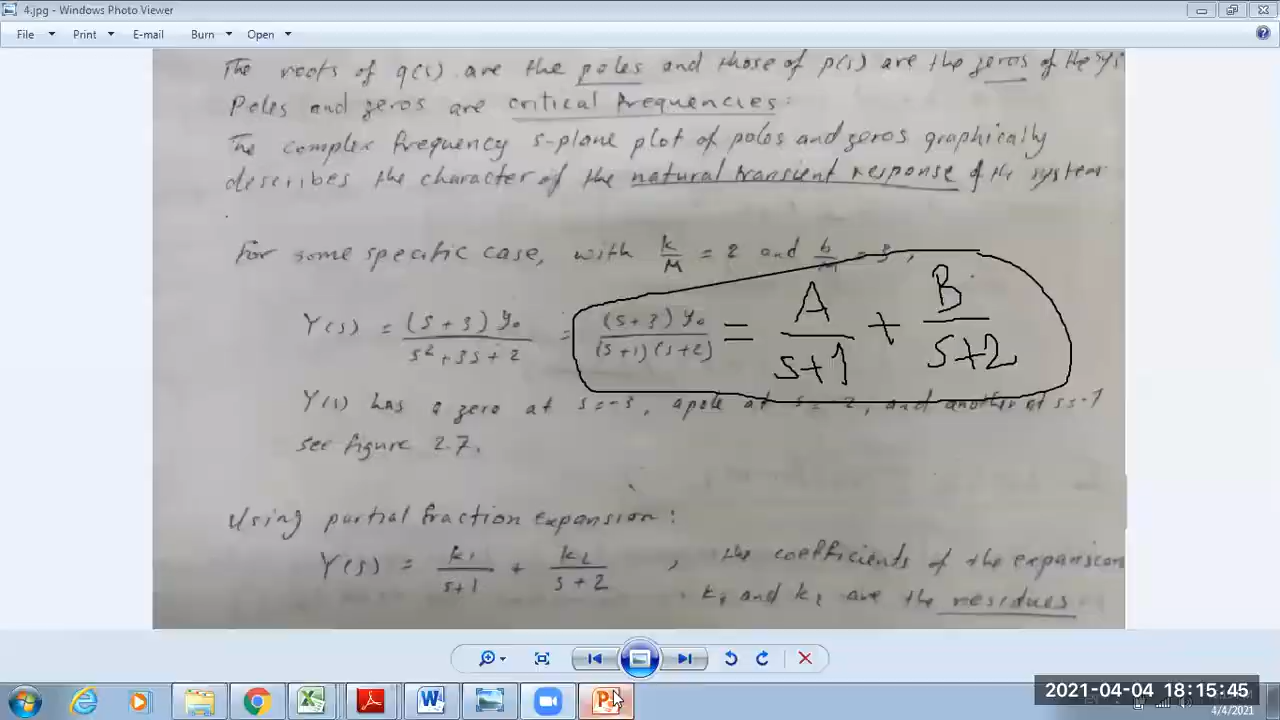 4.jpg - Windows Photo Viewer
File Print E-mail Burn Open
The roots of q(s) are the poles and those of p(s) are the zeros of the sys
Poles and zeros are critical frequencies.
The complex frequency s-plane plot of poles and zeros graphically
describes the character of the natural transient response of the system
For some specific case, with k/M = 2 and b/M = 3,
Y(s) = (s+3) y₀ / s² + 3s + 2 = (s+3) y₀ / (s+1)(s+2) = A / s+1 + B / s+2
Y(s) has a zero at s=-3, a pole at s=-2, and another at s=-1
see figure 2.7.
Using partial fraction expansion:
Y(s) = k₁ / s+1 + k₂ / s+2 , the coefficients of the expansion
k₁ and k₂ are the residues
2021-04-04 18:15:45
4/4/2021